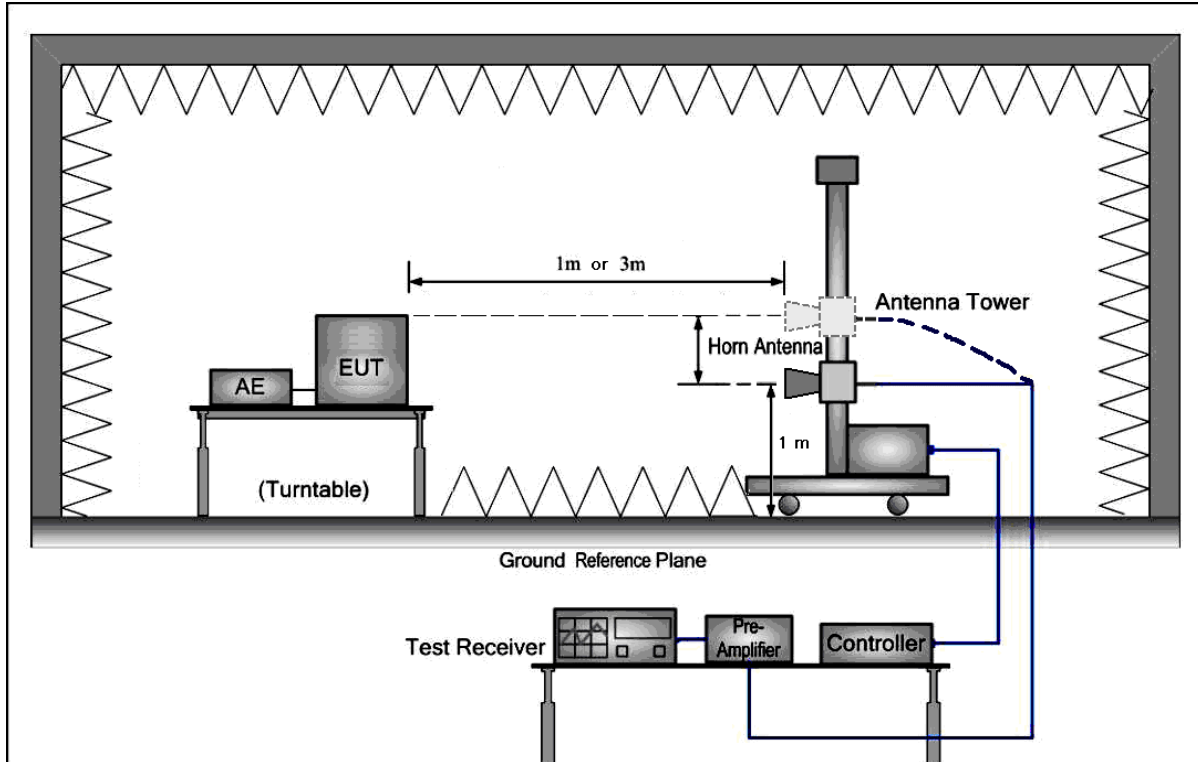 1m or 3m
Antenna Tower
Horn Antenna
EUT
AE
1 m
(Turntable)
Ground Reference Plane
Test Receiver
Pre-
Amplifier
Controller